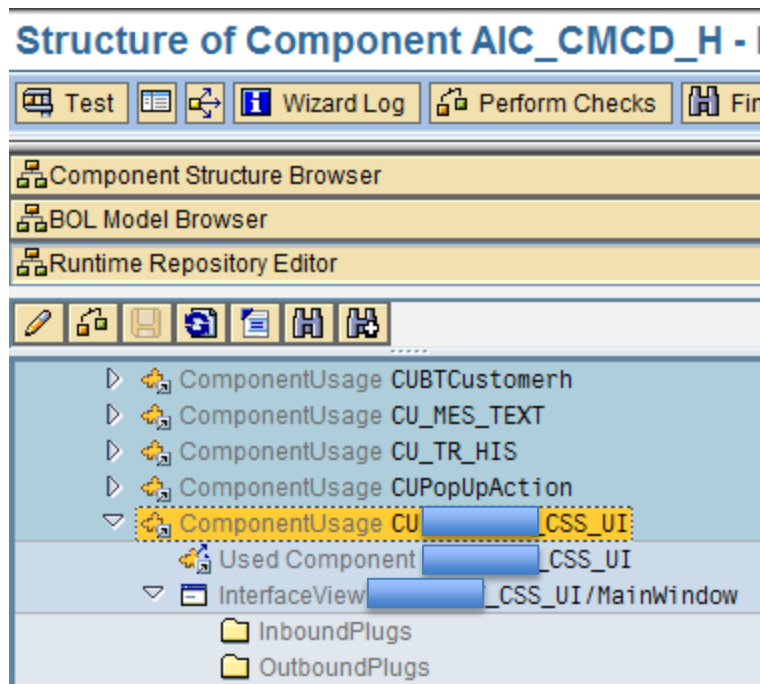 Structure of Component AIC_CMCD_H -
Test Wizard Log Perform Checks Fin
Component Structure Browser
BOL Model Browser
Runtime Repository Editor
ComponentUsage CUBTCustomerh
ComponentUsage CU_MES_TEXT
ComponentUsage CU_TR_HIS
ComponentUsage CUPopUpAction
ComponentUsage CU _CSS_UI
Used Component _CSS_UI
InterfaceView _CSS_UI/MainWindow
InboundPlugs
OutboundPlugs